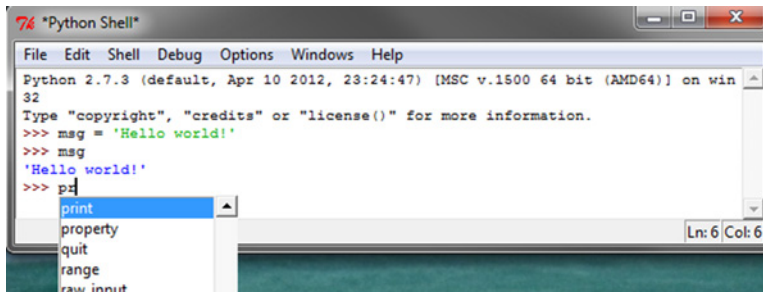 *Python Shell*
File Edit Shell Debug Options Windows Help
Python 2.7.3 (default, Apr 10 2012, 23:24:47) [MSC v.1500 64 bit (AMD64)] on win
32
Type "copyright", "credits" or "license()" for more information.
>>> msg = 'Hello world!'
>>> msg
'Hello world!'
>>> pr
print
property
quit
range
raw_input
Ln: 6 Col: 6